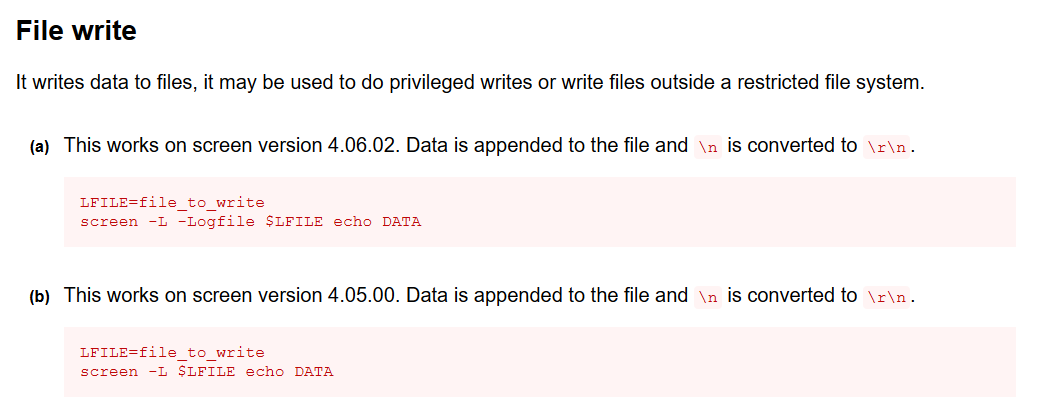 File write
It writes data to files, it may be used to do privileged writes or write files outside a restricted file system.
(a) This works on screen version 4.06.02. Data is appended to the file and \n is converted to \r\n.
LFILE=file_to_write
screen -L -Logfile $LFILE echo DATA
(b) This works on screen version 4.05.00. Data is appended to the file and \n is converted to \r\n.
LFILE=file_to_write
screen -L $LFILE echo DATA